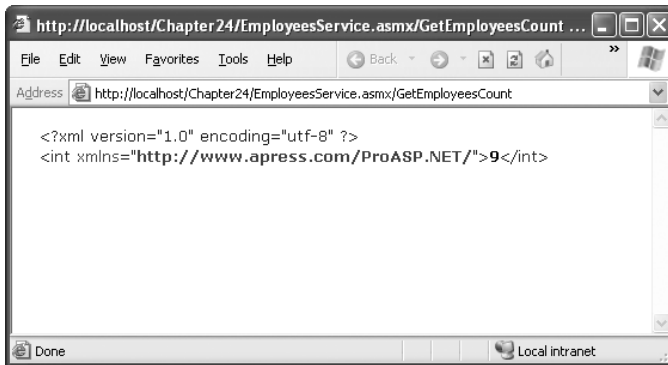 http://localhost/Chapter24/EmployeesService.asmx/GetEmployeesCount ...
File Edit View Favorites Tools Help Back »
Address http://localhost/Chapter24/EmployeesService.asmx/GetEmployeesCount
<?xml version="1.0" encoding="utf-8" ?>
<int xmlns="http://www.apress.com/ProASP.NET/">9</int>
Done Local intranet